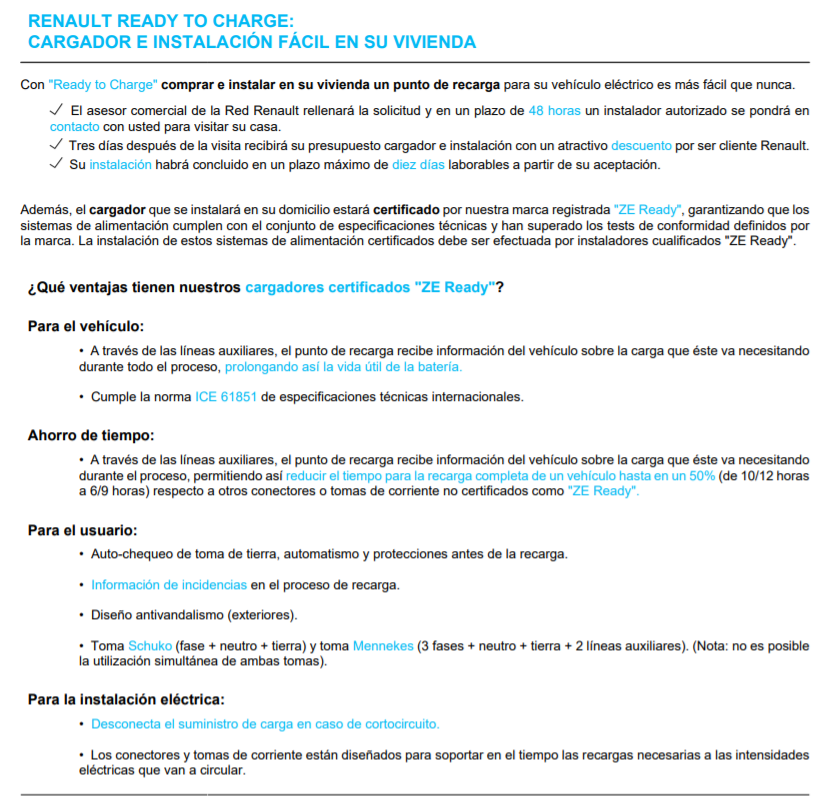 RENAULT READY TO CHARGE:
CARGADOR E INSTALACIÓN FÁCIL EN SU VIVIENDA
Con "Ready to Charge" comprar e instalar en su vivienda un punto de recarga para su vehículo eléctrico es más fácil que nunca.
✓ El asesor comercial de la Red Renault rellenará la solicitud y en un plazo de 48 horas un instalador autorizado se pondrá en
contacto con usted para visitar su casa.
✓ Tres días después de la visita recibirá su presupuesto cargador e instalación con un atractivo descuento por ser cliente Renault.
✓ Su instalación habrá concluido en un plazo máximo de diez días laborables a partir de su aceptación.
Además, el cargador que se instalará en su domicilio estará certificado por nuestra marca registrada "ZE Ready", garantizando que los
sistemas de alimentación cumplen con el conjunto de especificaciones técnicas y han superado los tests de conformidad definidos por
la marca. La instalación de estos sistemas de alimentación certificados debe ser efectuada por instaladores cualificados "ZE Ready".
¿Qué ventajas tienen nuestros cargadores certificados "ZE Ready"?
Para el vehículo:
• A través de las líneas auxiliares, el punto de recarga recibe información del vehículo sobre la carga que éste va necesitando
durante todo el proceso, prolongando así la vida útil de la batería.
• Cumple la norma ICE 61851 de especificaciones técnicas internacionales.
Ahorro de tiempo:
• A través de las líneas auxiliares, el punto de recarga recibe información del vehículo sobre la carga que éste va necesitando
durante el proceso, permitiendo así reducir el tiempo para la recarga completa de un vehículo hasta en un 50% (de 10/12 horas
a 6/9 horas) respecto a otros conectores o tomas de corriente no certificados como "ZE Ready".
Para el usuario:
• Auto-chequeo de toma de tierra, automatismo y protecciones antes de la recarga.
• Información de incidencias en el proceso de recarga.
• Diseño antivandalismo (exteriores).
• Toma Schuko (fase + neutro + tierra) y toma Mennekes (3 fases + neutro + tierra + 2 líneas auxiliares). (Nota: no es posible
la utilización simultánea de ambas tomas).
Para la instalación eléctrica:
• Desconecta el suministro de carga en caso de cortocircuito.
• Los conectores y tomas de corriente están diseñados para soportar en el tiempo las recargas necesarias a las intensidades
eléctricas que van a circular.